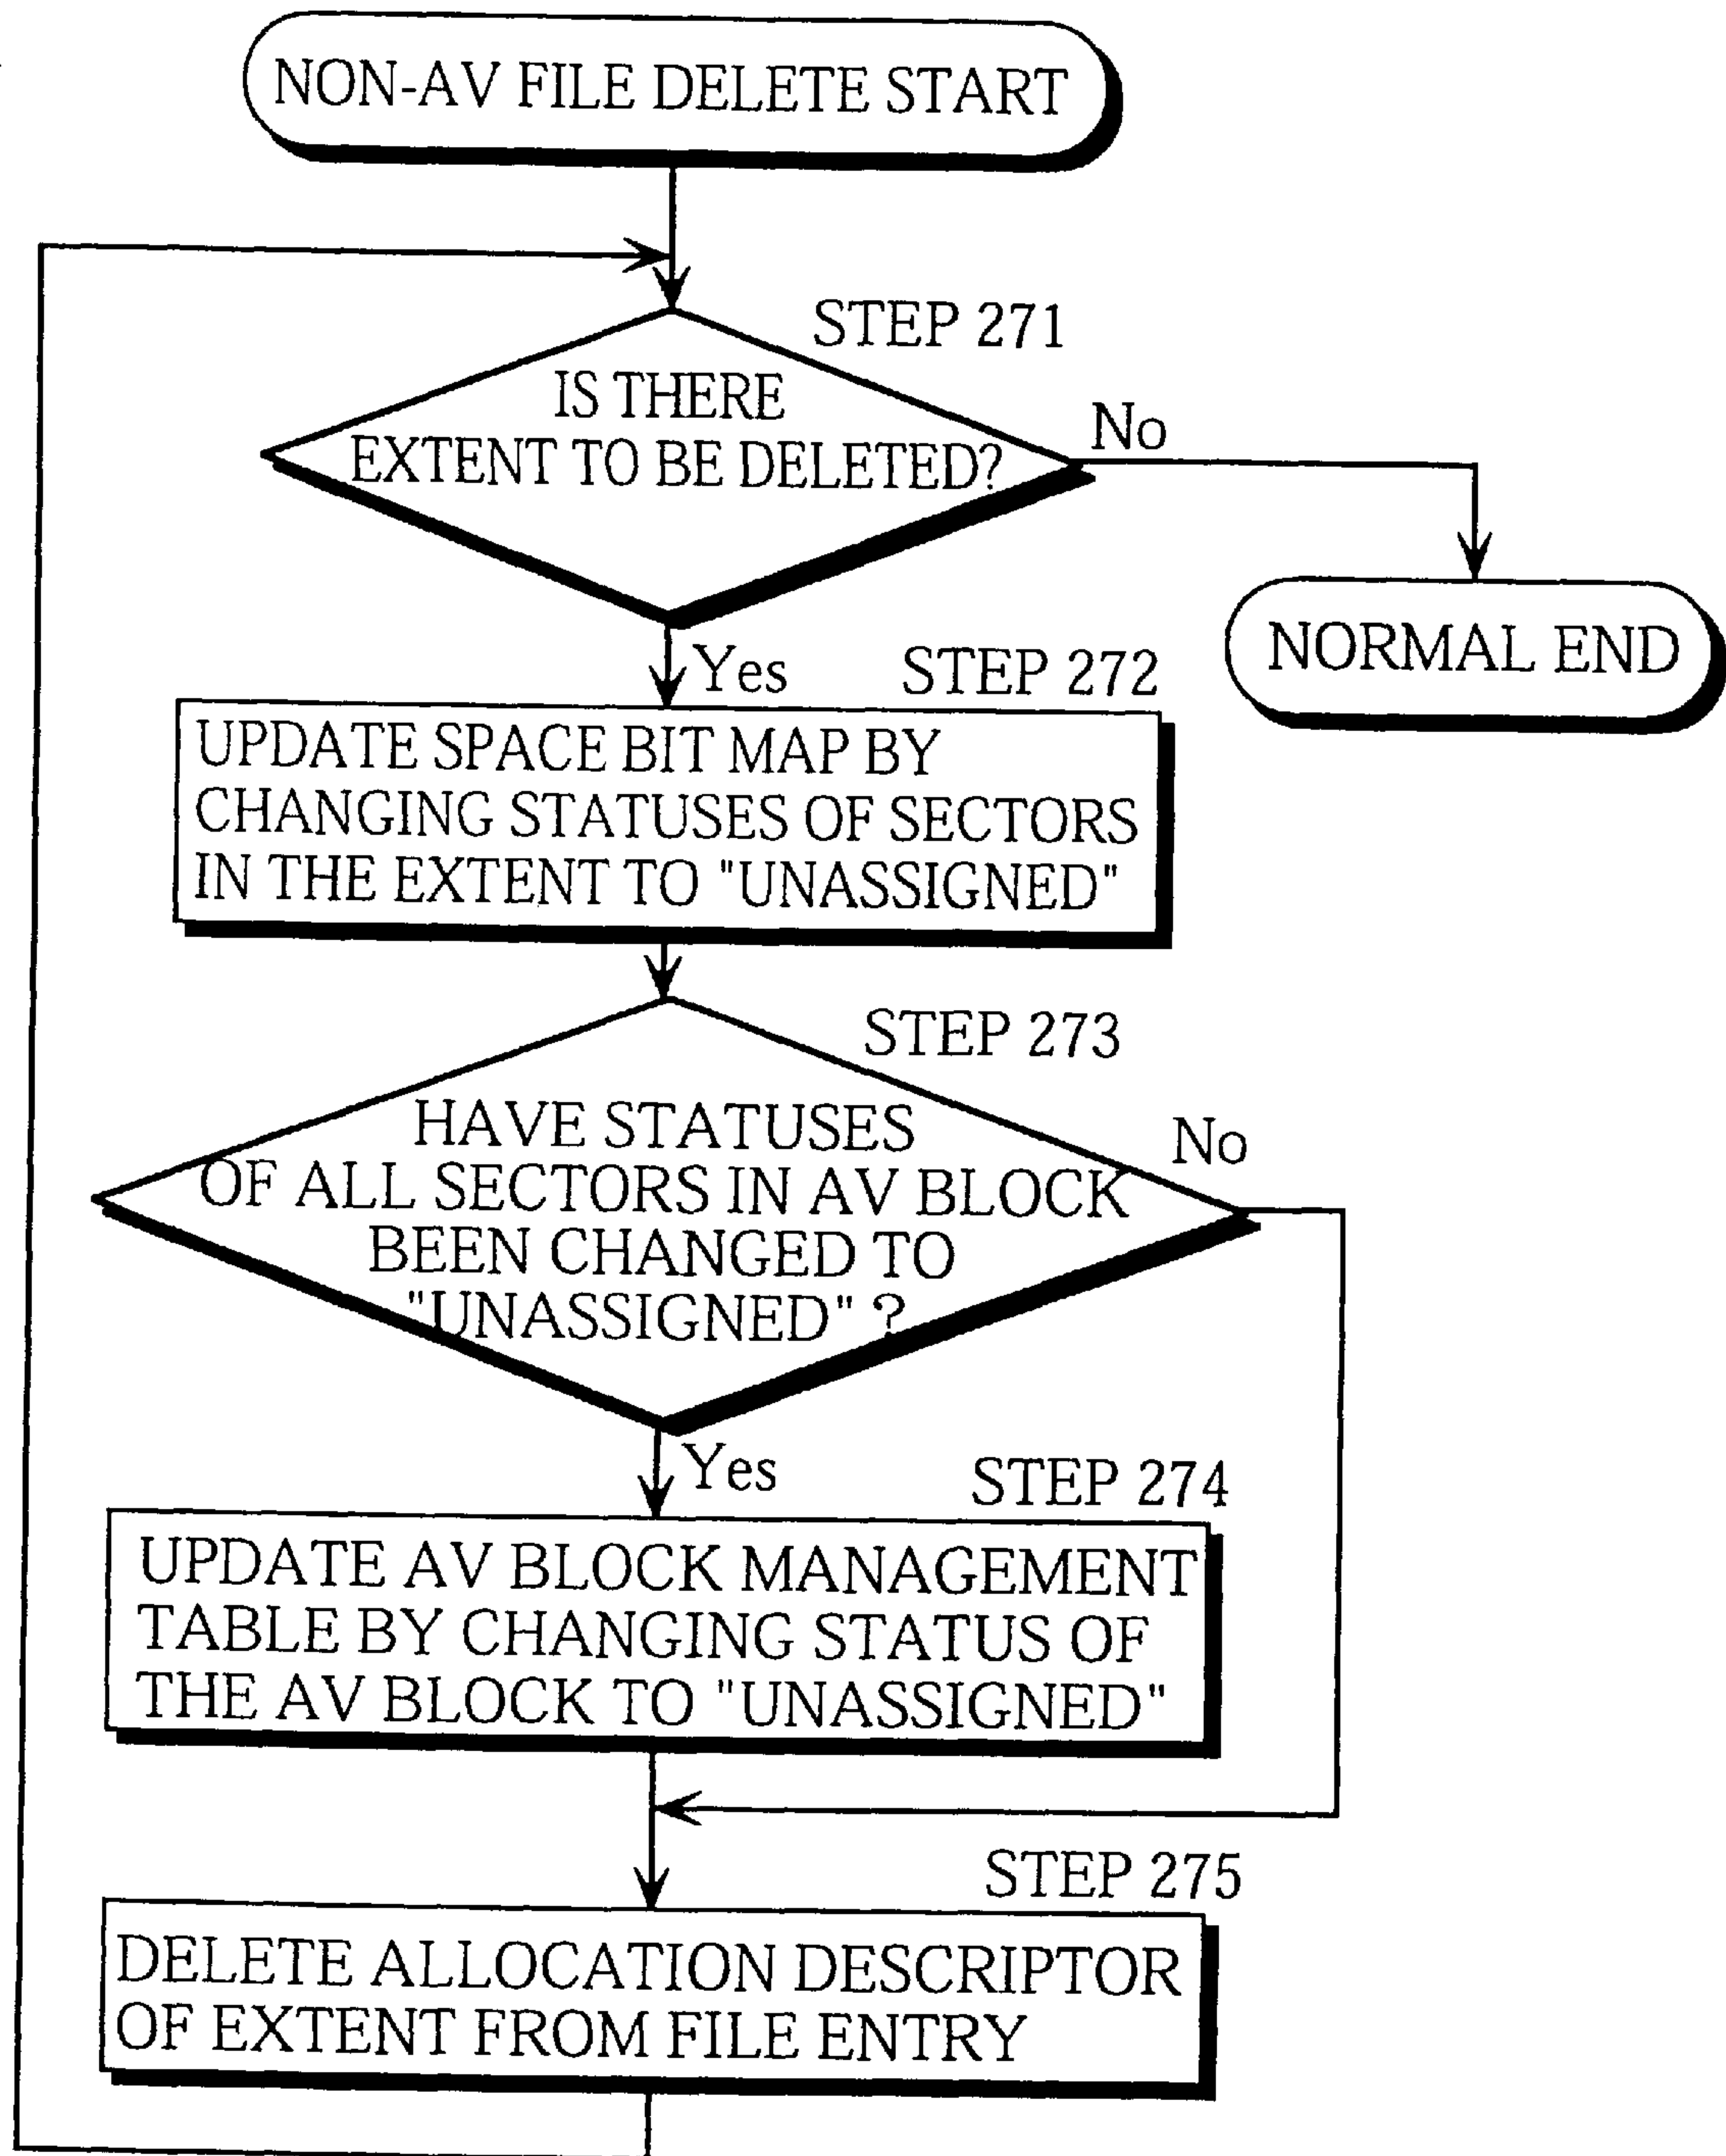 NON-AV FILE DELETE START
STEP 271
IS THERE
EXTENT TO BE DELETED?
No
NORMAL END
Yes
STEP 272
UPDATE SPACE BIT MAP BY
CHANGING STATUSES OF SECTORS
IN THE EXTENT TO "UNASSIGNED"
STEP 273
HAVE STATUSES
OF ALL SECTORS IN AV BLOCK
BEEN CHANGED TO
"UNASSIGNED" ?
No
Yes
STEP 274
UPDATE AV BLOCK MANAGEMENT
TABLE BY CHANGING STATUS OF
THE AV BLOCK TO "UNASSIGNED"
STEP 275
DELETE ALLOCATION DESCRIPTOR
OF EXTENT FROM FILE ENTRY